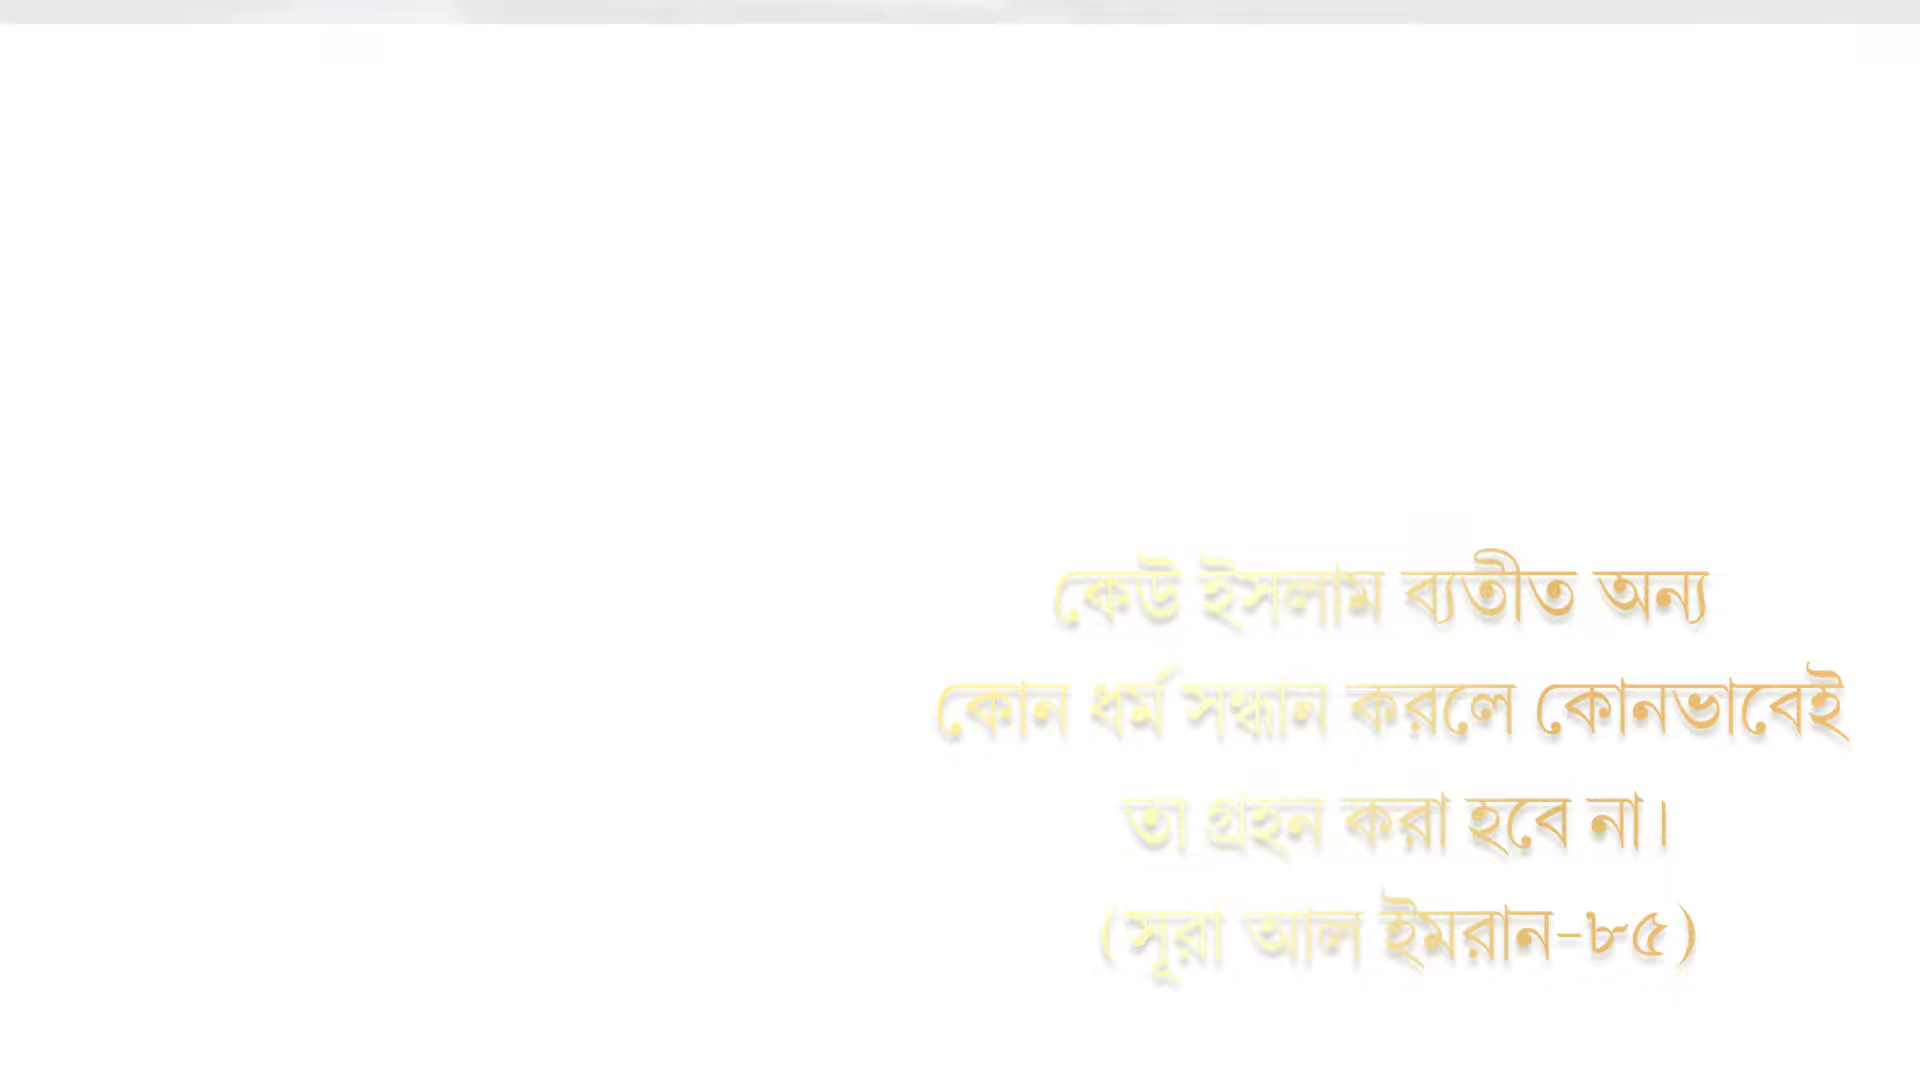 কেউ ইসলাম ব্যতীত অন্য
কোন ধর্ম সন্ধান করলে কোনভাবেই
তা গ্রহন করা হবে না।
(সূরা আল ইমরান-৮৫)